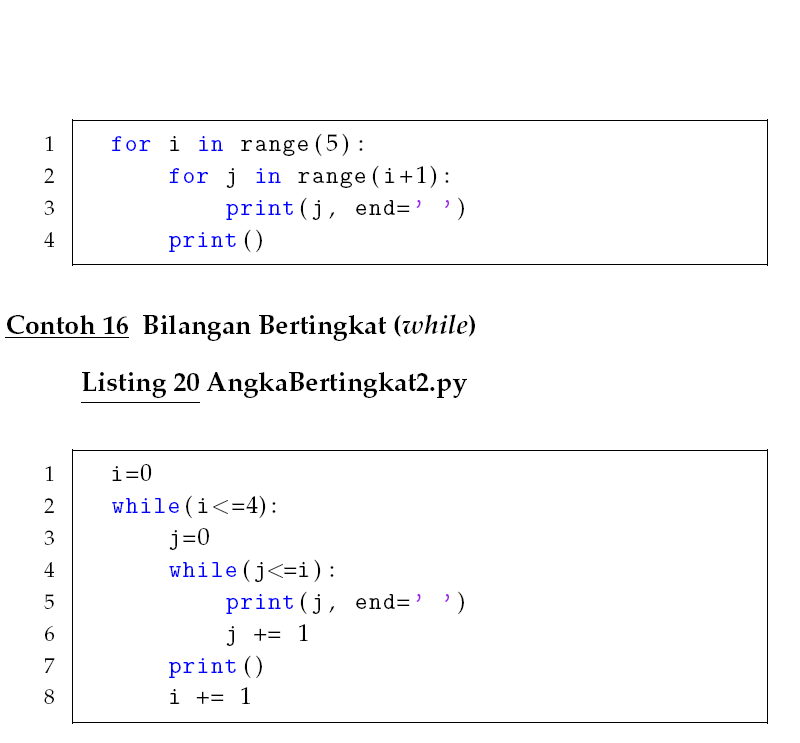 1 for i in range(5):
2     for j in range(i+1):
3         print(j, end=' ')
4     print()
Contoh 16 Bilangan Bertingkat (while)
Listing 20 AngkaBertingkat2.py
1 i=0
2 while(i<=4):
3     j=0
4     while(j<=i):
5         print(j, end=' ')
6         j += 1
7     print()
8     i += 1